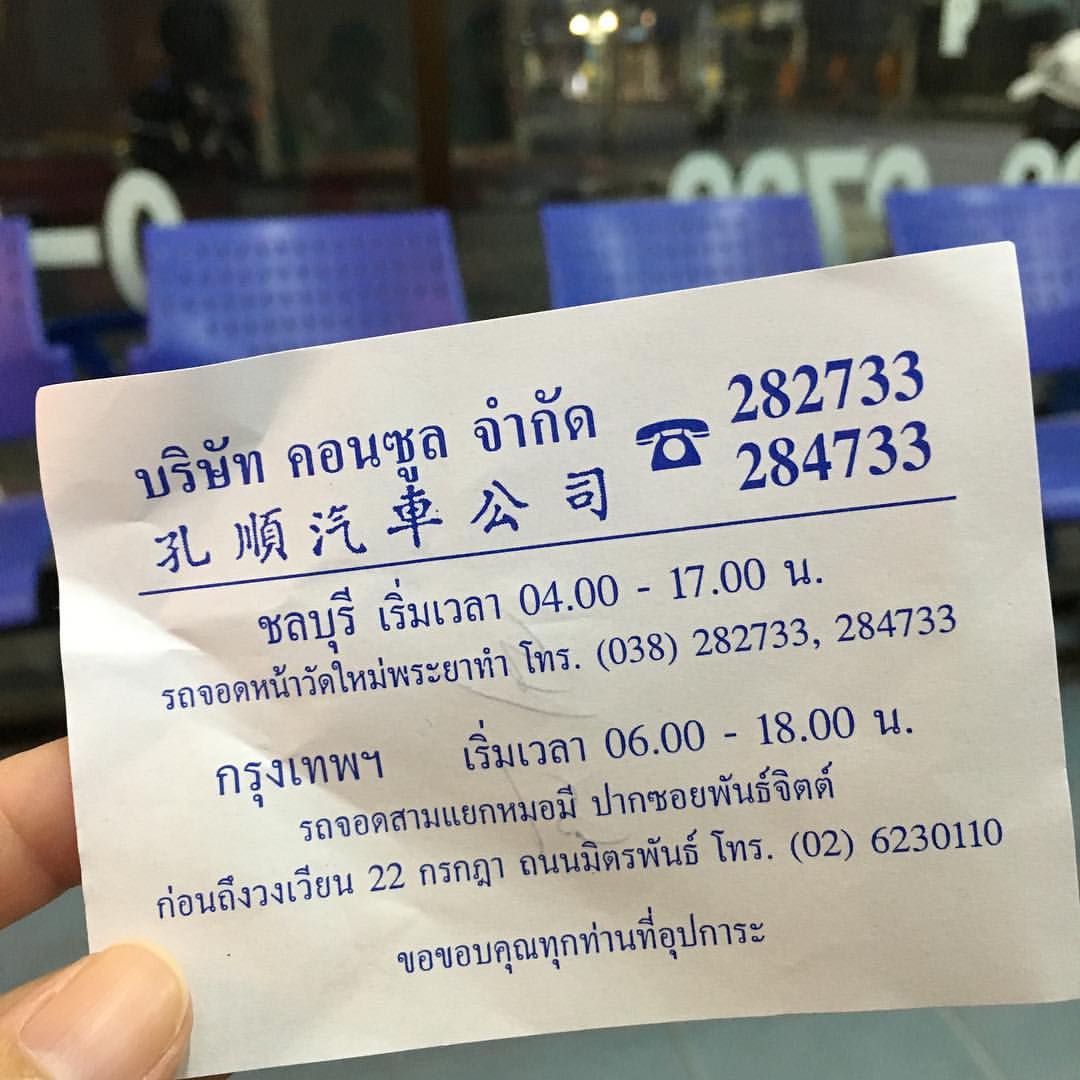 บริษัท คอนซูล จำกัด ☎ 282733
284733
孔順汽車公司
ชลบุรี เริ่มเวลา 04.00 - 17.00 น.
รถจอดหน้าวัดใหม่พระยาทำ โทร. (038) 282733, 284733
กรุงเทพฯ เริ่มเวลา 06.00 - 18.00 น.
รถจอดสามแยกหมอมี ปากซอยพันธ์จิตต์
ก่อนถึงวงเวียน 22 กรกฎา ถนนมิตรพันธ์ โทร. (02) 6230110
ขอขอบคุณทุกท่านที่อุปการะ